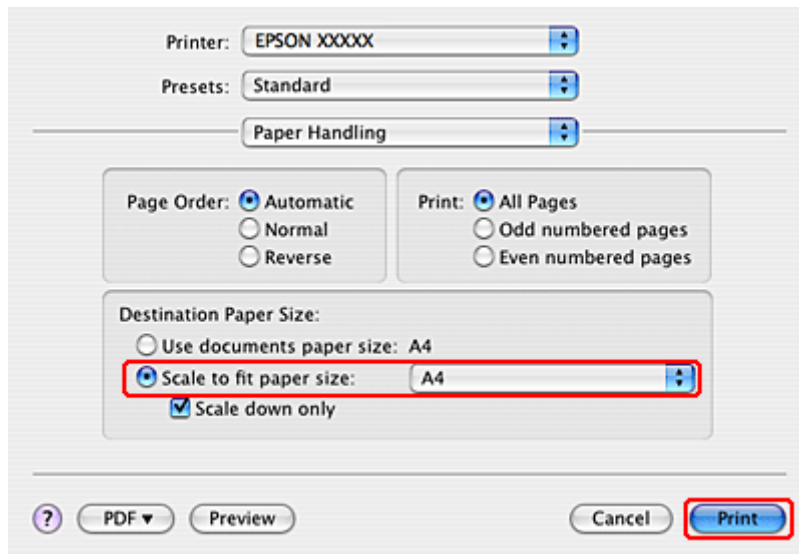 Printer: EPSON XXXXX
Presets: Standard
Paper Handling
Page Order: Automatic
Normal
Reverse
Print: All Pages
Odd numbered pages
Even numbered pages
Destination Paper Size:
Use documents paper size: A4
Scale to fit paper size: A4
Scale down only
? PDF▼ Preview Cancel Print